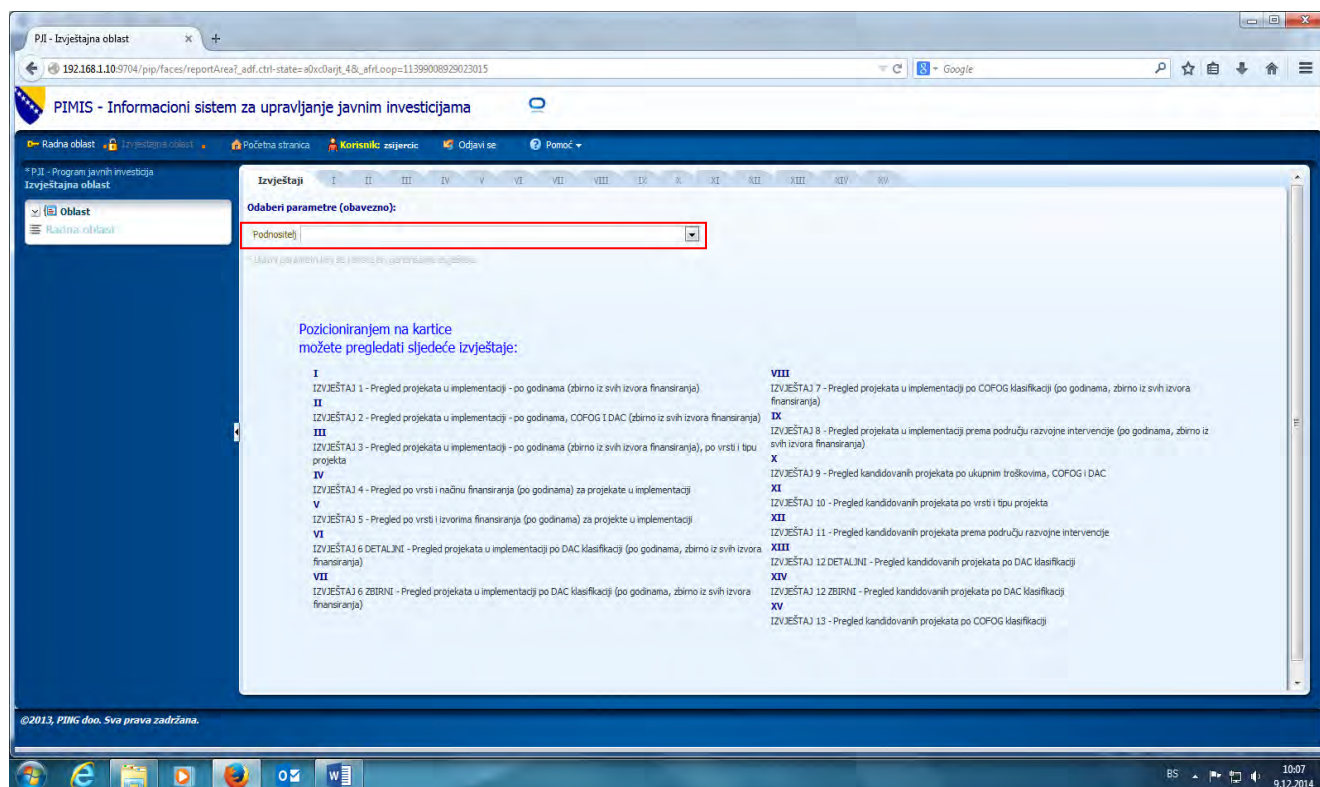 PJI - Izvještajna oblast
192.168.1.10:9704/pip/faces/reportArea?_adf.ctrl-state=a0xc0arjt_4&_afrLoop=11399008929023015
Google
PIMIS - Informacioni sistem za upravljanje javnim investicijama
Radna oblast Izvještajna oblast Početna stranica Korisnik: zsijercic Odjavi se Pomoć
*PJI - Program javnih investicija
Izvještajna oblast
Oblast
Radna oblast
Izvještaji I II III IV V VI VII VIII IX X XI XII XIII XIV XV
Odaberi parametre (obavezno):
Podnositelj
Pozicioniranjem na kartice
možete pregledati sljedeće izvještaje:
I
IZVJEŠTAJ 1 - Pregled projekata u implementaciji - po godinama (zbirno iz svih izvora finansiranja)
II
IZVJEŠTAJ 2 - Pregled projekata u implementaciji - po godinama, COFOG I DAC (zbirno iz svih izvora finansiranja)
III
IZVJEŠTAJ 3 - Pregled projekata u implementaciji - po godinama (zbirno iz svih izvora finansiranja), po vrsti i tipu
projekta
IV
IZVJEŠTAJ 4 - Pregled po vrsti i načinu finansiranja (po godinama) za projekate u implementaciji
V
IZVJEŠTAJ 5 - Pregled po vrsti i izvorima finansiranja (po godinama) za projekte u implementaciji
VI
IZVJEŠTAJ 6 DETALJNI - Pregled projekata u implementaciji po DAC klasifikaciji (po godinama, zbirno iz svih izvora
finansiranja)
VII
IZVJEŠTAJ 6 ZBIRNI - Pregled projekata u implementaciji po DAC klasifikaciji (po godinama, zbirno iz svih izvora
finansiranja)
VIII
IZVJEŠTAJ 7 - Pregled projekata u implementaciji po COFOG klasifikaciji (po godinama, zbirno iz svih izvora
finansiranja)
IX
IZVJEŠTAJ 8 - Pregled projekata u implementaciji prema području razvojne intervencije (po godinama, zbirno iz
svih izvora finansiranja)
X
IZVJEŠTAJ 9 - Pregled kandidovanih projekata po ukupnim troškovima, COFOG i DAC
XI
IZVJEŠTAJ 10 - Pregled kandidovanih projekata po vrsti i tipu projekta
XII
IZVJEŠTAJ 11 - Pregled kandidovanih projekata prema području razvojne intervencije
XIII
IZVJEŠTAJ 12 DETALJNI - Pregled kandidovanih projekata po DAC klasifikaciji
XIV
IZVJEŠTAJ 12 ZBIRNI - Pregled kandidovanih projekata po DAC klasifikaciji
XV
IZVJEŠTAJ 13 - Pregled kandidovanih projekata po COFOG klasifikaciji
©2013, PING doo. Sva prava zadržana.
BS
10:07
9.12.2014